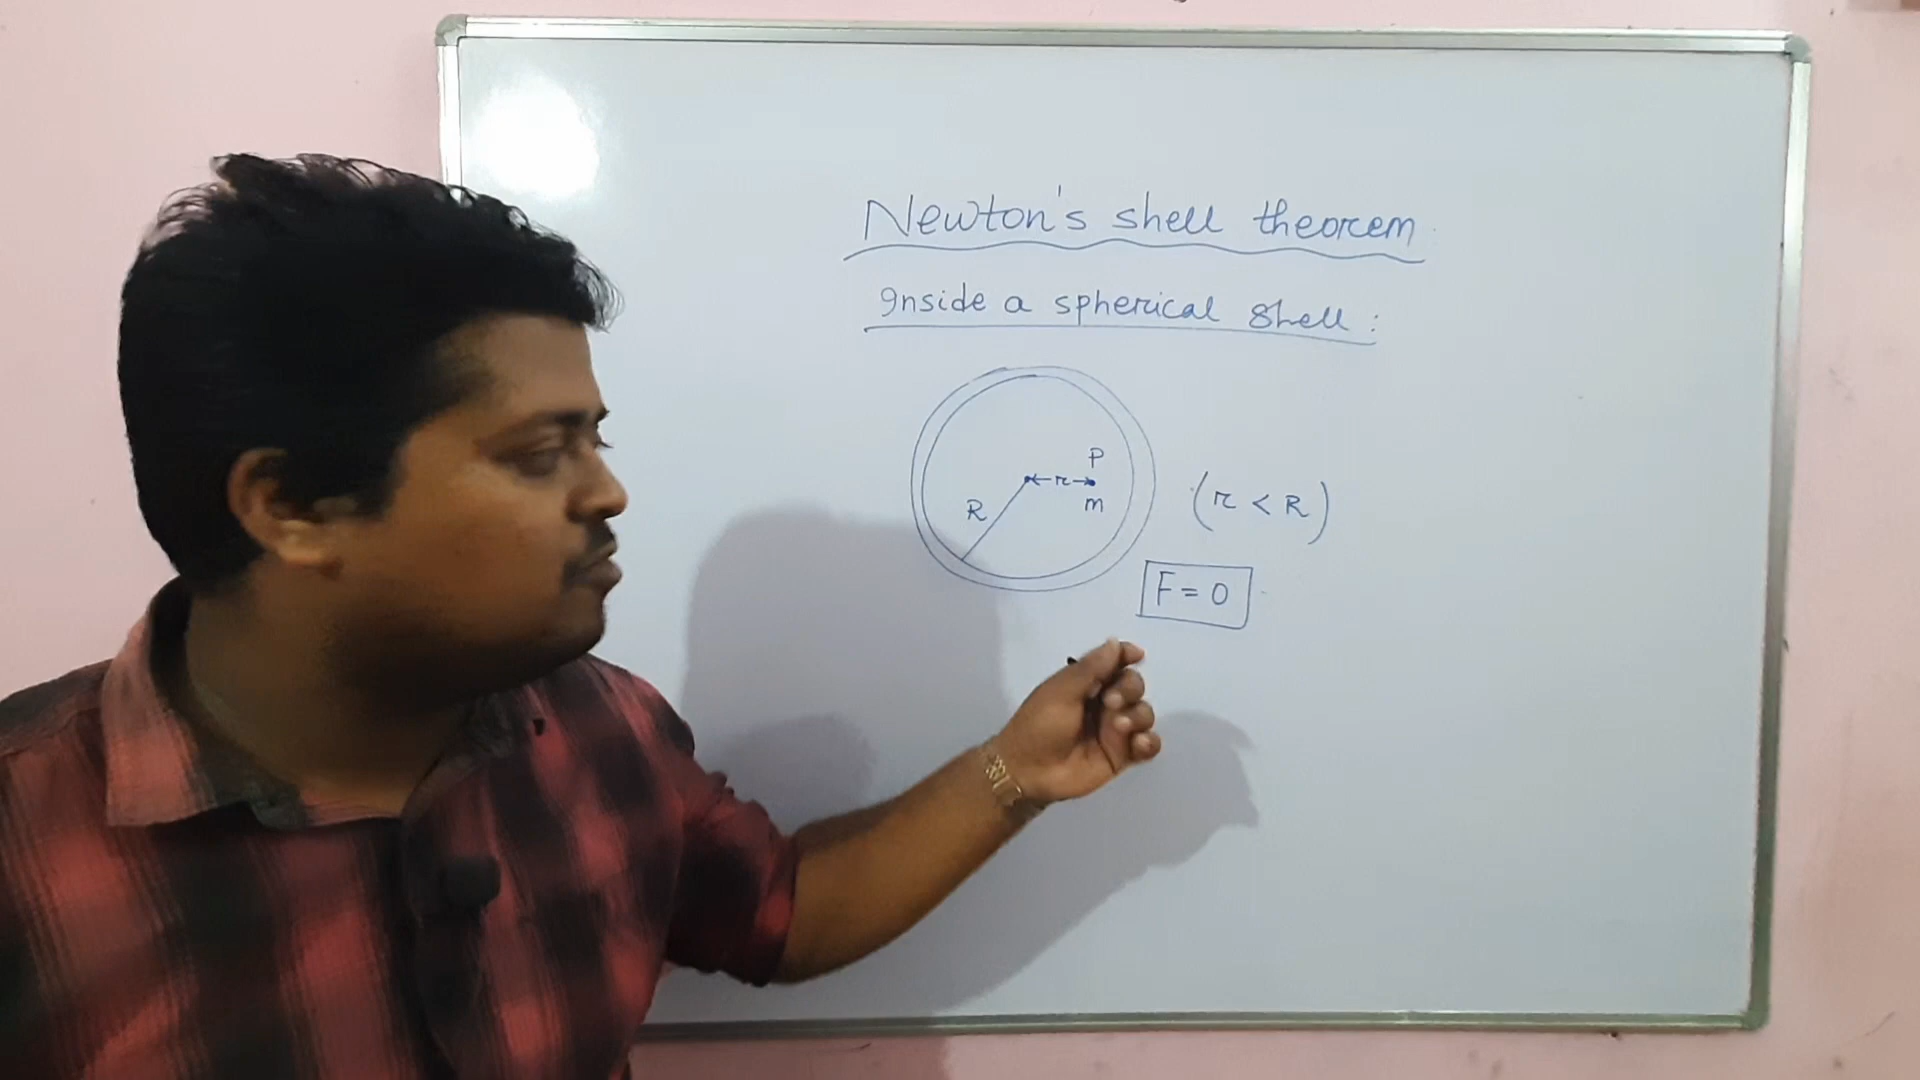 Newton's shell theorem
Inside a spherical shell :
P
r
R
m
(r < R)
F = 0